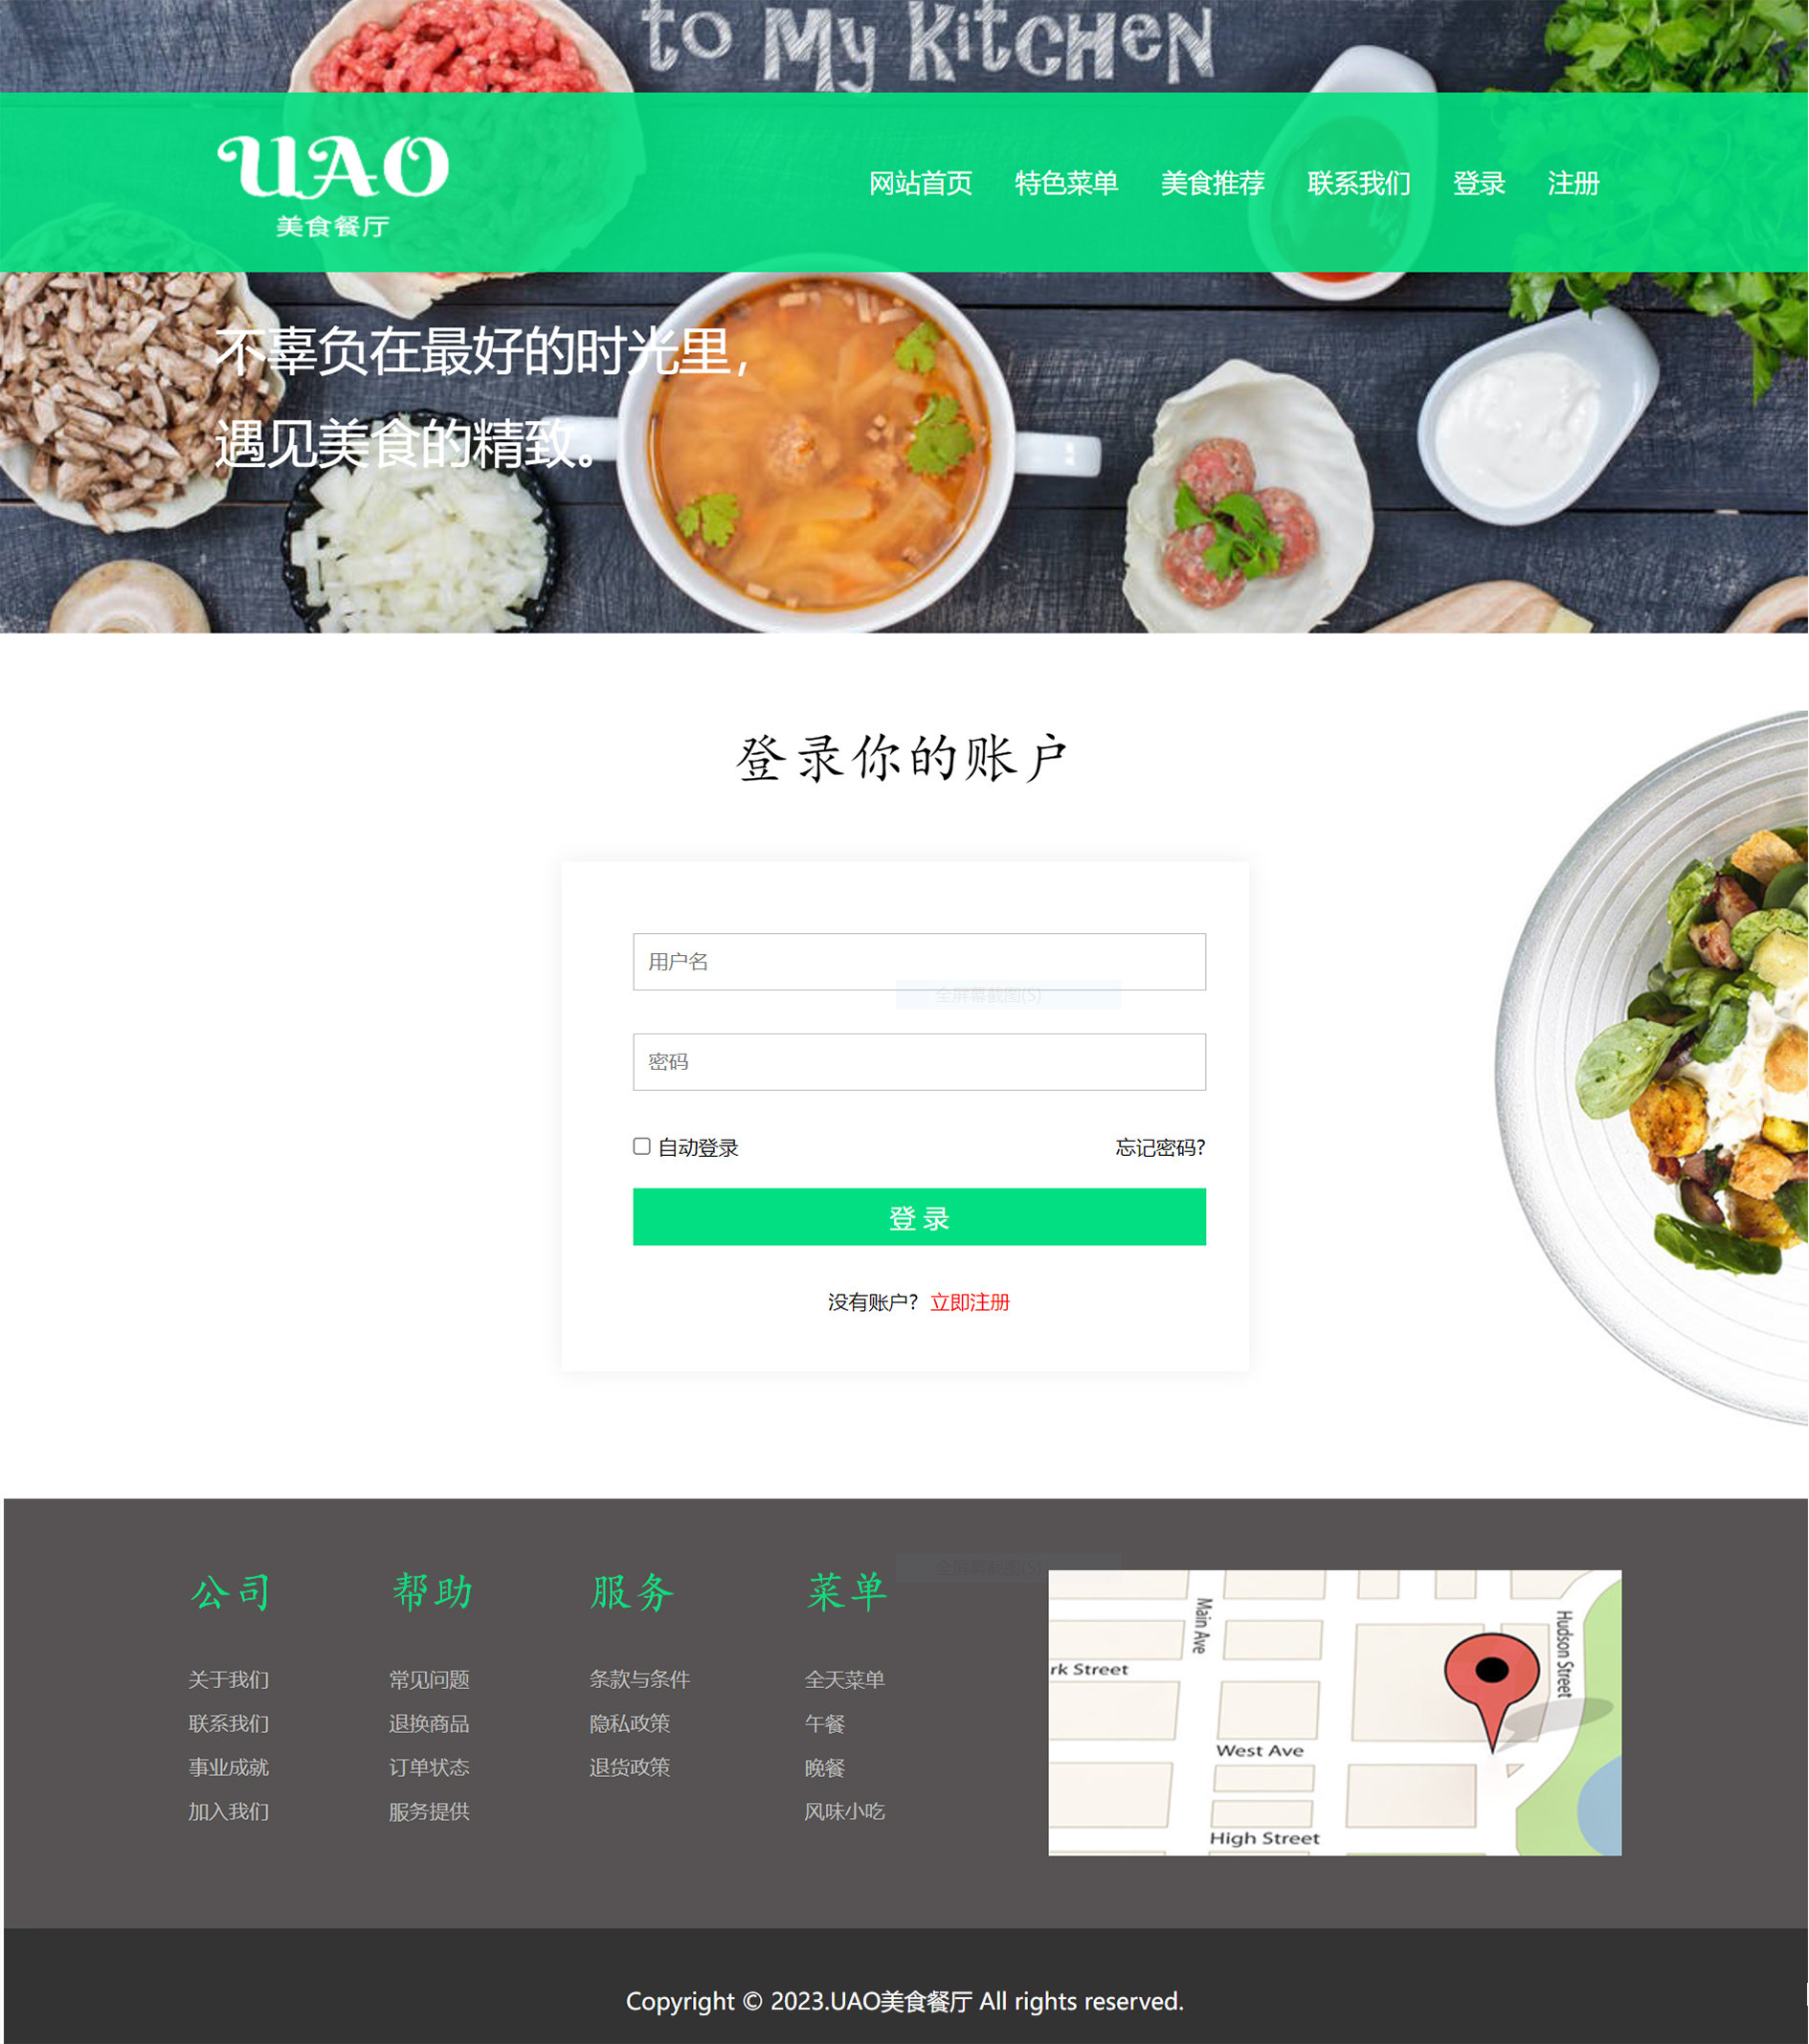 to My KitCHeN
UAO
美食餐厅
网站首页 特色菜单 美食推荐 联系我们 登录 注册
不辜负在最好的时光里，
遇见美食的精致。
登录你的账户
用户名
全屏幕截图(S)
密码
自动登录 忘记密码?
登 录
没有账户？ 立即注册
公司 帮助 服务 菜单
全屏幕截图(S)
关于我们 常见问题 条款与条件 全天菜单
联系我们 退换商品 隐私政策 午餐
事业成就 订单状态 退货政策 晚餐
加入我们 服务提供 风味小吃
Main Ave
Hudson Street
rk Street
West Ave
High Street
Copyright © 2023.UAO美食餐厅 All rights reserved.